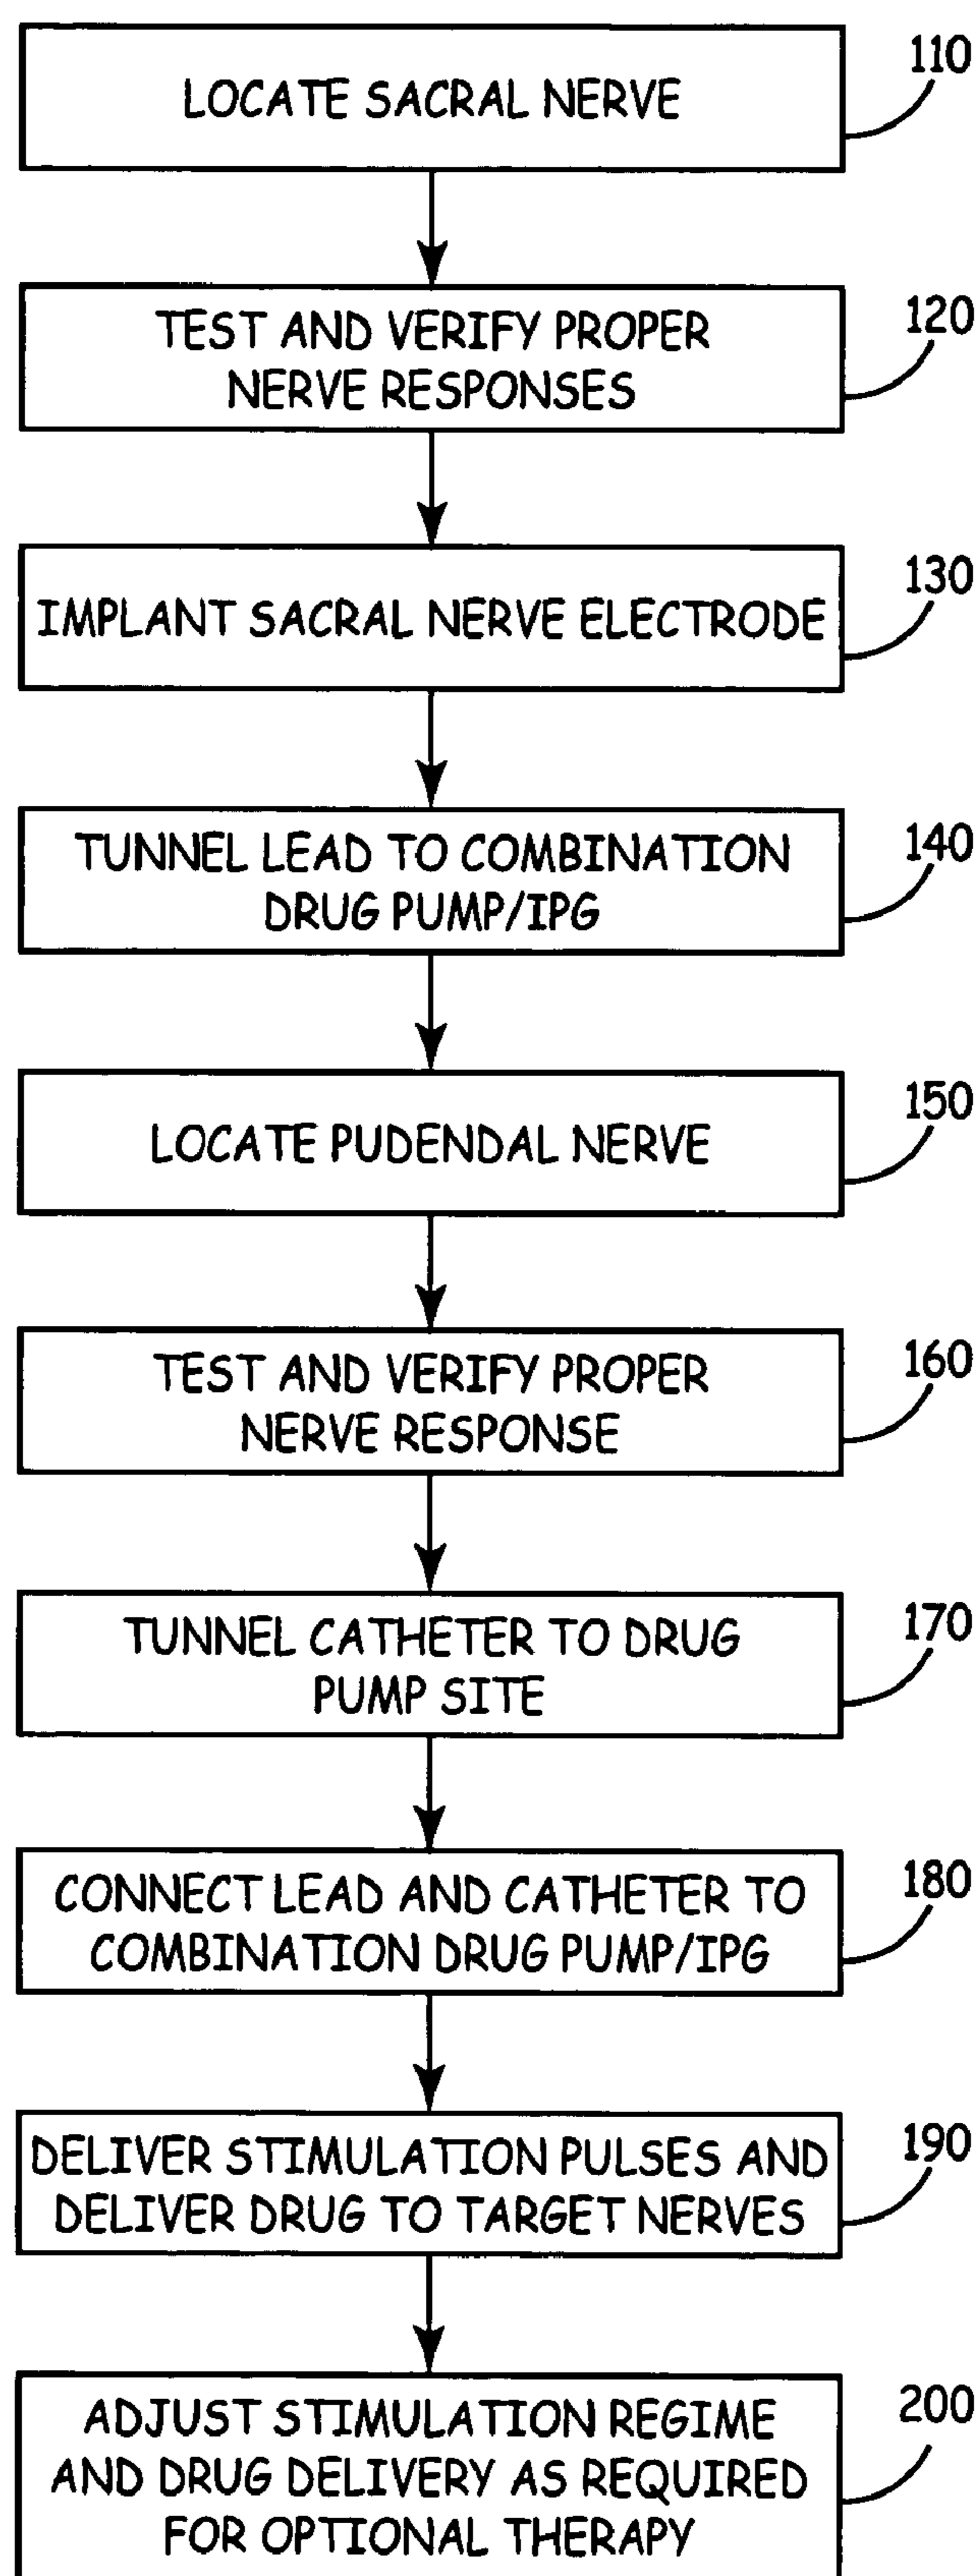 LOCATE SACRAL NERVE
110
TEST AND VERIFY PROPER
NERVE RESPONSES
120
IMPLANT SACRAL NERVE ELECTRODE
130
TUNNEL LEAD TO COMBINATION
DRUG PUMP/IPG
140
LOCATE PUDENDAL NERVE
150
TEST AND VERIFY PROPER
NERVE RESPONSE
160
TUNNEL CATHETER TO DRUG
PUMP SITE
170
CONNECT LEAD AND CATHETER TO
COMBINATION DRUG PUMP/IPG
180
DELIVER STIMULATION PULSES AND
DELIVER DRUG TO TARGET NERVES
190
ADJUST STIMULATION REGIME
AND DRUG DELIVERY AS REQUIRED
FOR OPTIONAL THERAPY
200